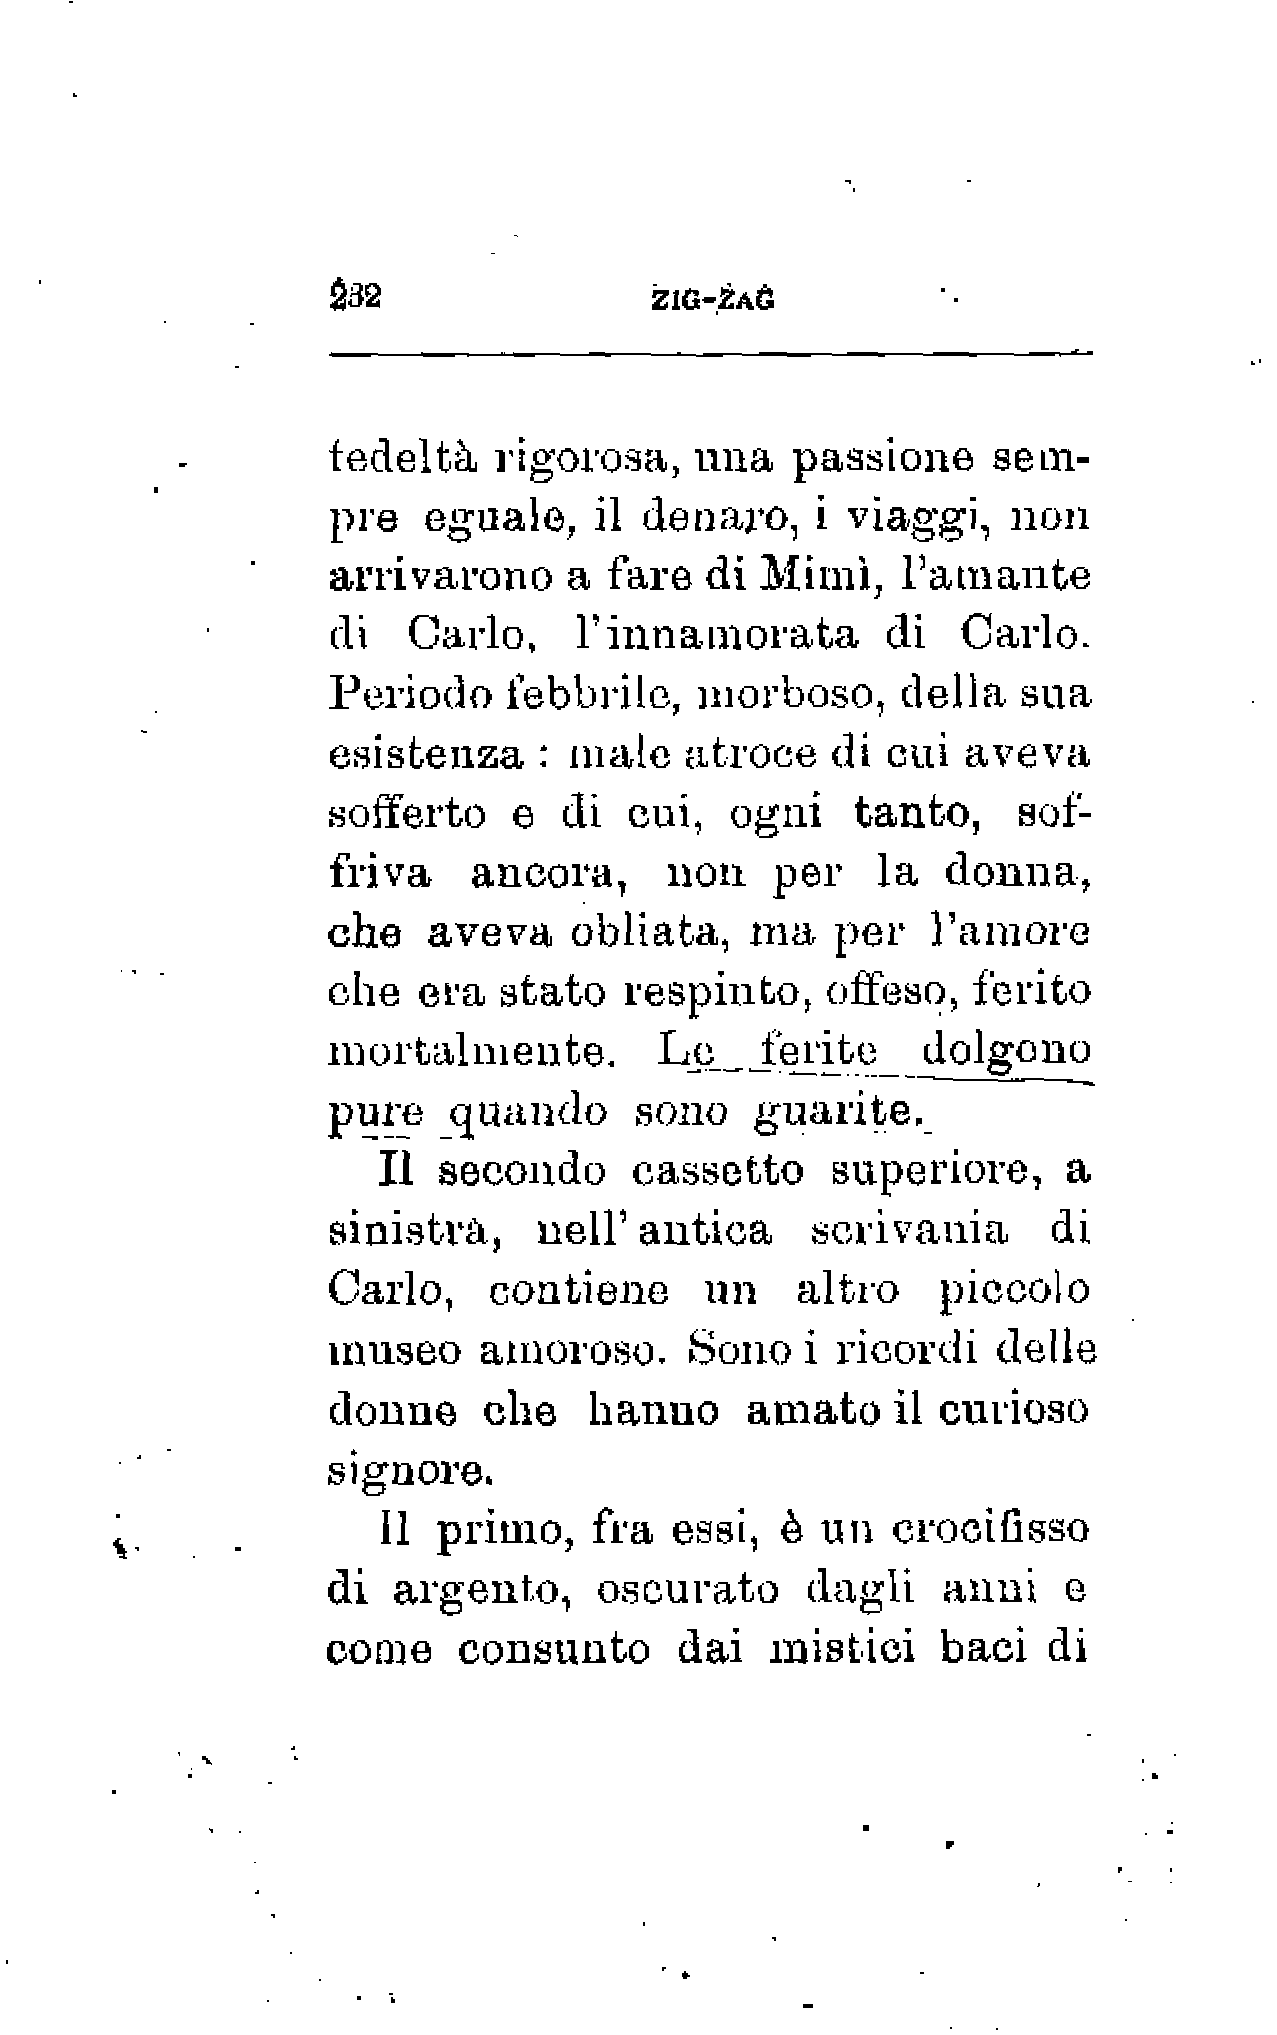 232 ZIG-ZAG
fedeltà rigorosa, una passione sem-
pre eguale, il denaro, i viaggi, non
arrivarono a fare di Mimì, l'amante
di Carlo, l'innamorata di Carlo.
Periodo febbrile, morboso, della sua
esistenza : male atroce di cui aveva
sofferto e di cui, ogni tanto, sof-
friva ancora, non per la donna,
che aveva obliata, ma per l'amore
che era stato respinto, offeso, ferito
mortalmente. Le ferite dolgono
pure quando sono guarite.
Il secondo cassetto superiore, a
sinistra, nell'antica scrivania di
Carlo, contiene un altro piccolo
museo amoroso. Sono i ricordi delle
donne che hanno amato il curioso
signore.
Il primo, fra essi, è un crocifisso
di argento, oscurato dagli anni e
come consunto dai mistici baci di